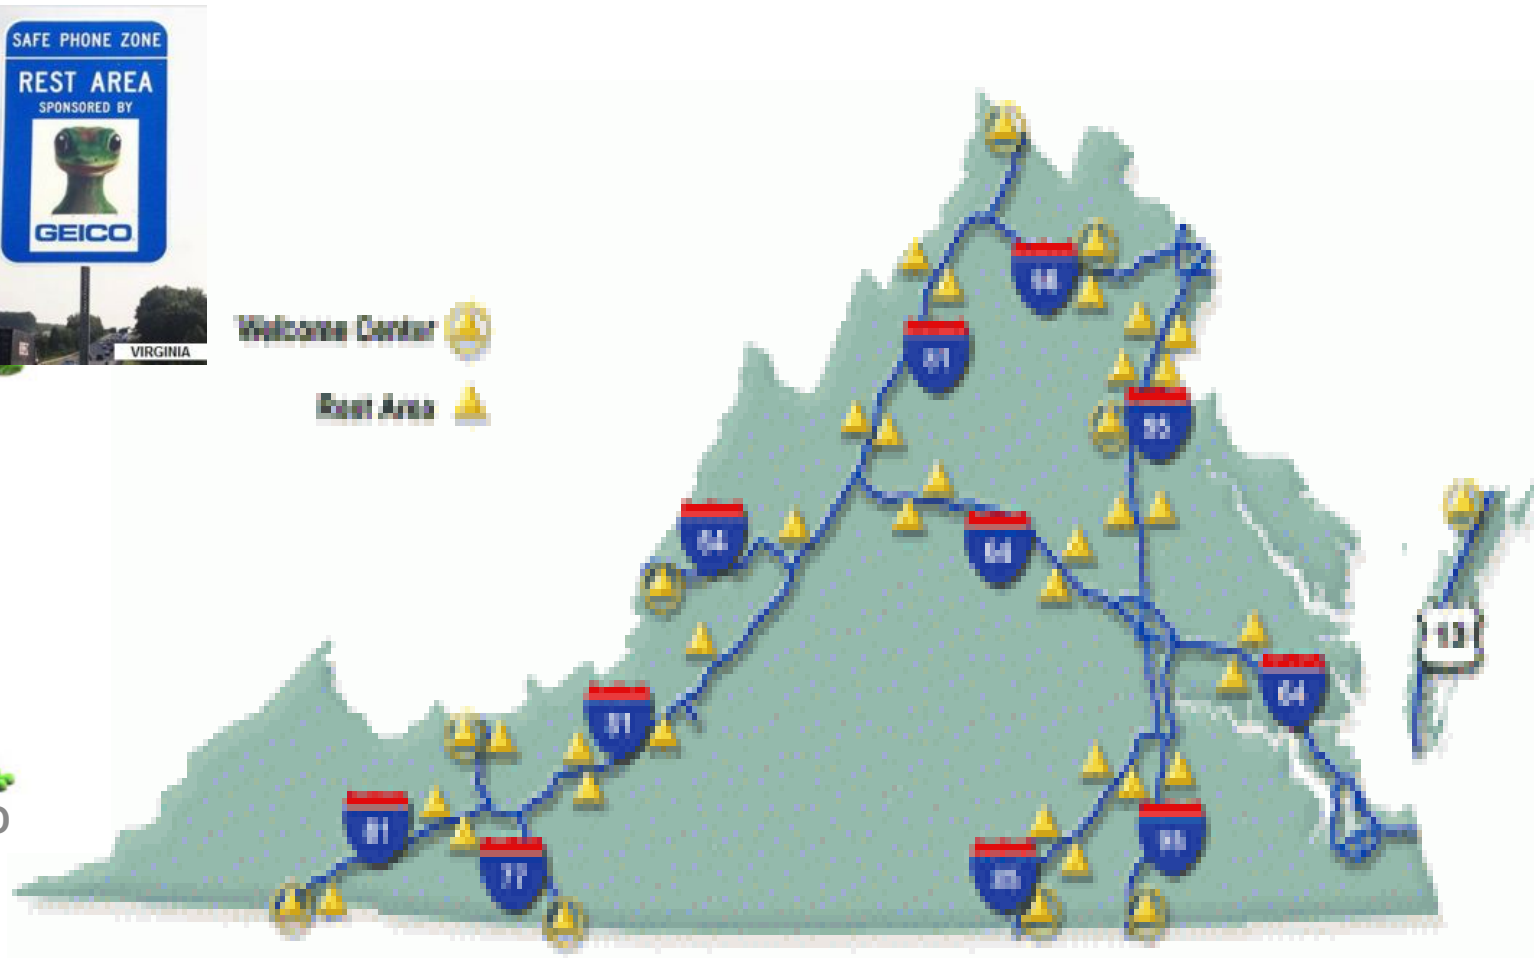 SAFE PHONE ZONE
REST AREA
SPONSORED BY
GEICO
VIRGINIA
Welcome Center
Rest Area
66
81
95
64
64
13
81
64
81
77
85
95